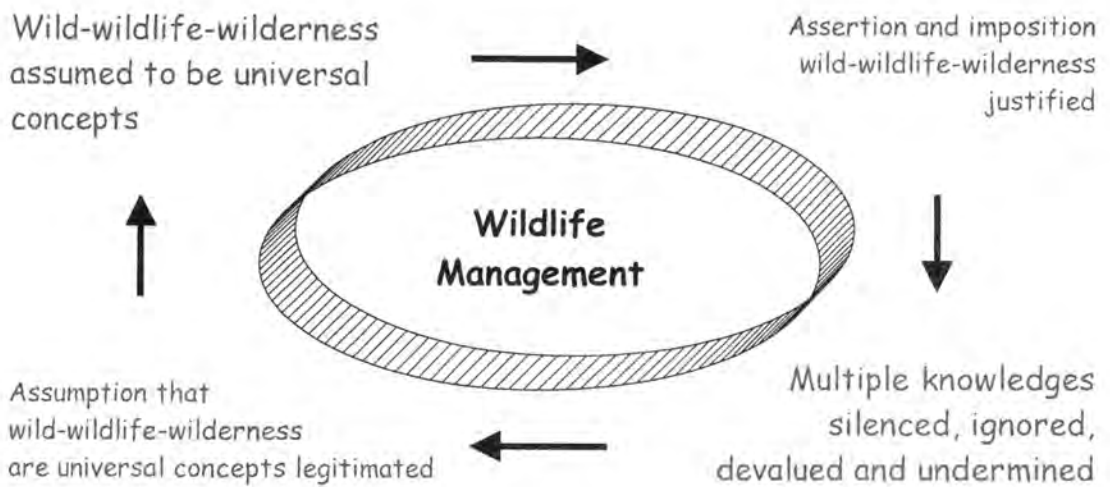 Wild-wildlife-wilderness
assumed to be universal
concepts
Assertion and imposition
wild-wildlife-wilderness
justified
Wildlife
Management
Multiple knowledges
silenced, ignored,
devalued and undermined
Assumption that
wild-wildlife-wilderness
are universal concepts legitimated